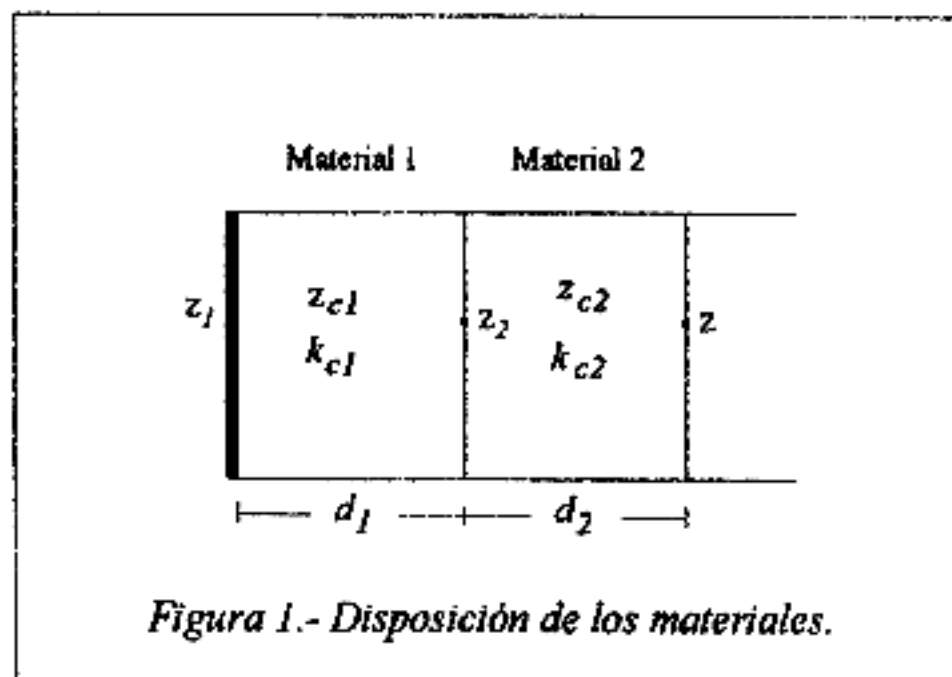 Material 1 Material 2
z1 zc1 z2 zc2 z
kc1 kc2
d1 d2
Figura 1.- Disposición de los materiales.